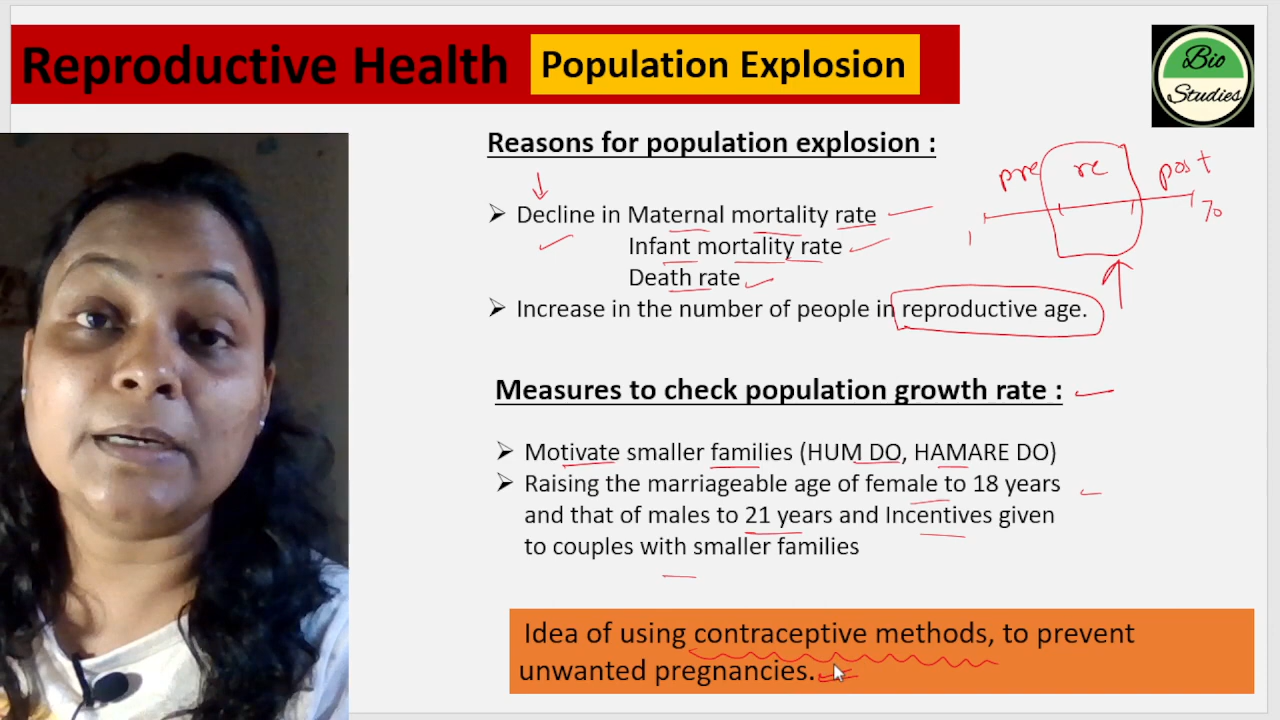 Reproductive Health Population Explosion
Bio
Studies
Reasons for population explosion :
pre re post
➢ Decline in Maternal mortality rate
70
Infant mortality rate
1
Death rate
➢ Increase in the number of people in reproductive age.
Measures to check population growth rate :
➢ Motivate smaller families (HUM DO, HAMARE DO)
➢ Raising the marriageable age of female to 18 years
and that of males to 21 years and Incentives given
to couples with smaller families
Idea of using contraceptive methods, to prevent
unwanted pregnancies.